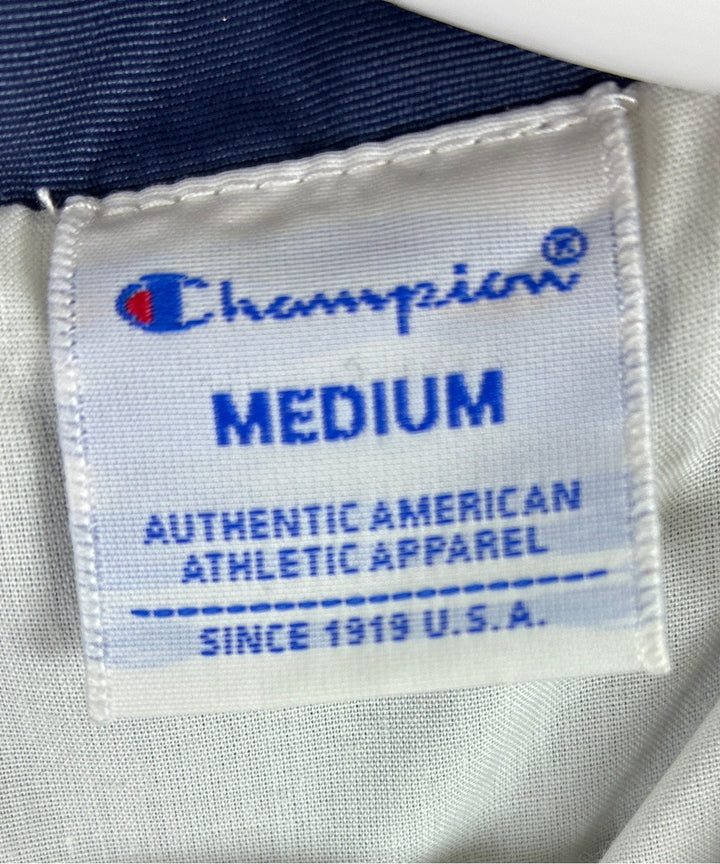 Champion®
MEDIUM
AUTHENTIC AMERICAN
ATHLETIC APPAREL
SINCE 1919 U.S.A.